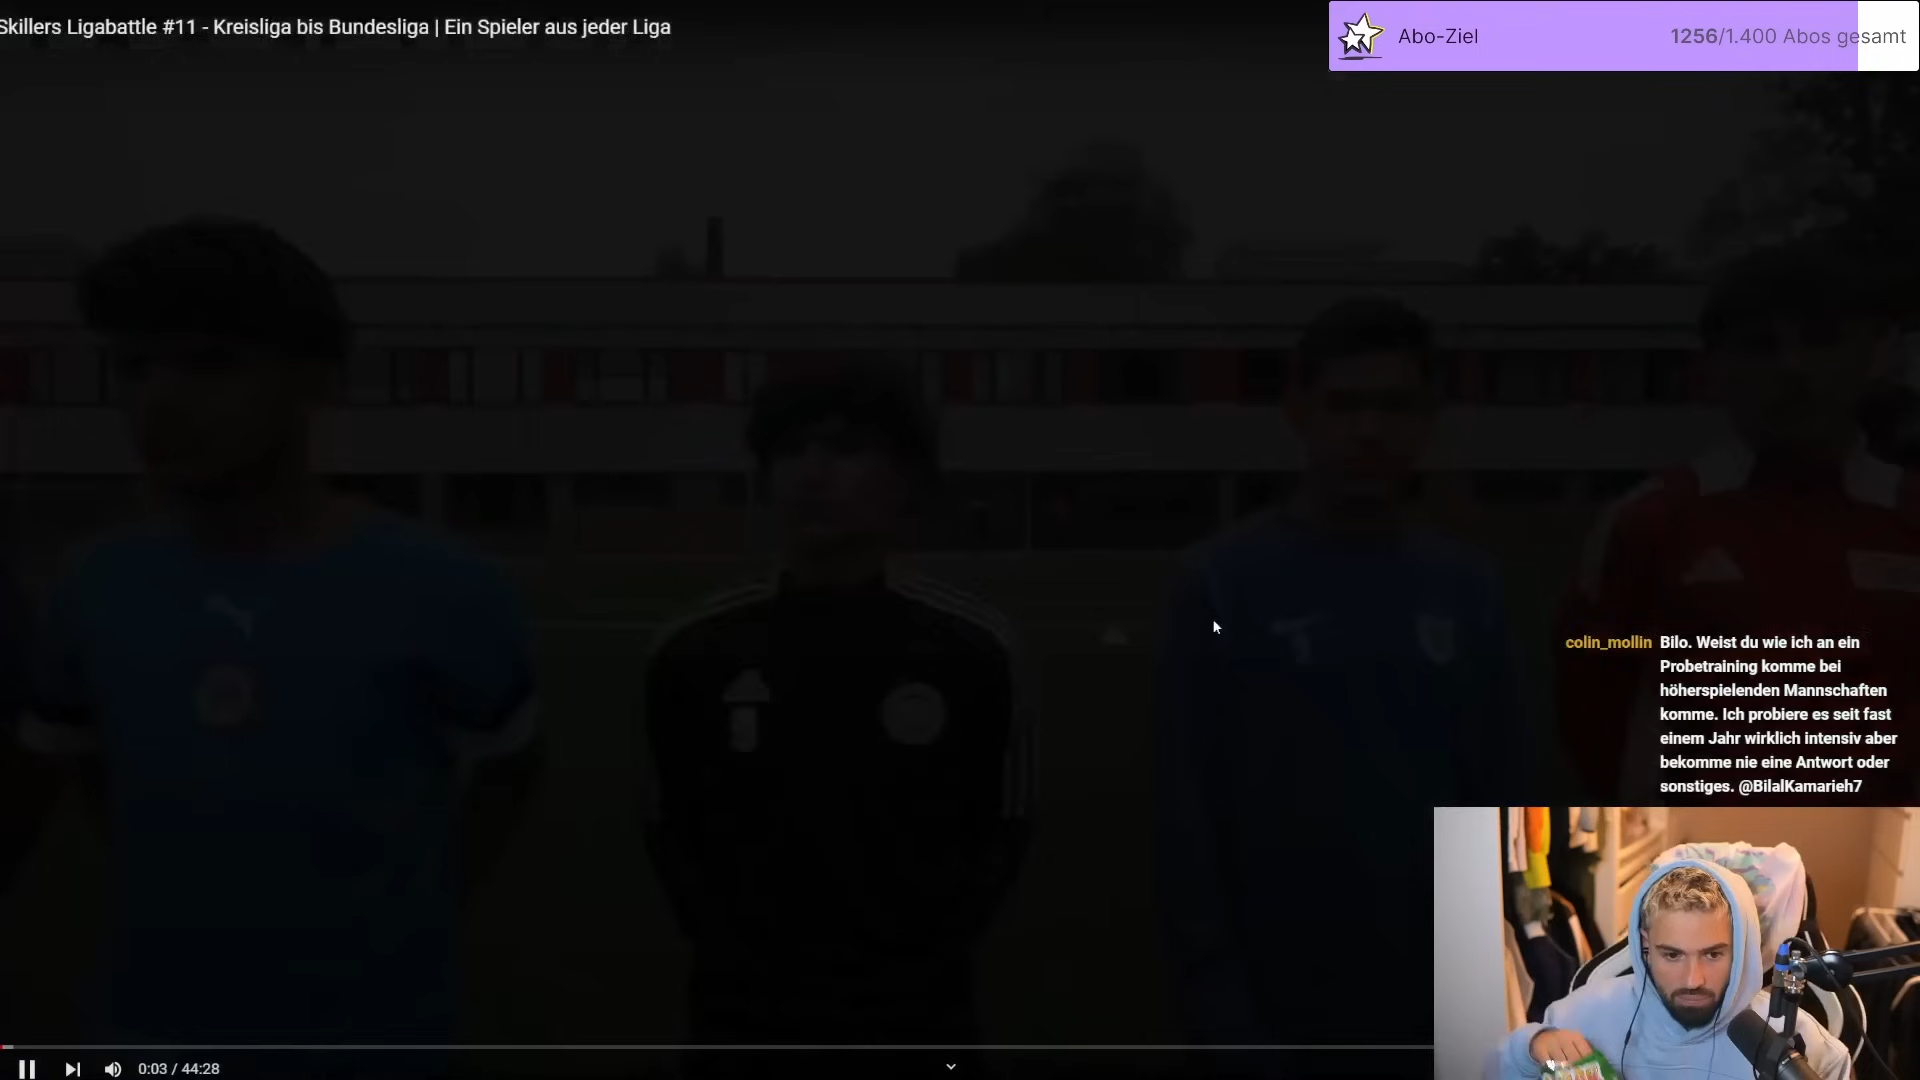 Skillers Ligabattle #11 - Kreisliga bis Bundesliga | Ein Spieler aus jeder Liga
Abo-Ziel
1256/1.400 Abos gesamt
colin_mollin Bilo. Weist du wie ich an ein
Probetraining komme bei
höherspielenden Mannschaften
komme. Ich probiere es seit fast
einem Jahr wirklich intensiv aber
bekomme nie eine Antwort oder
sonstiges. @BilalKamarieh7
0:03 / 44:28